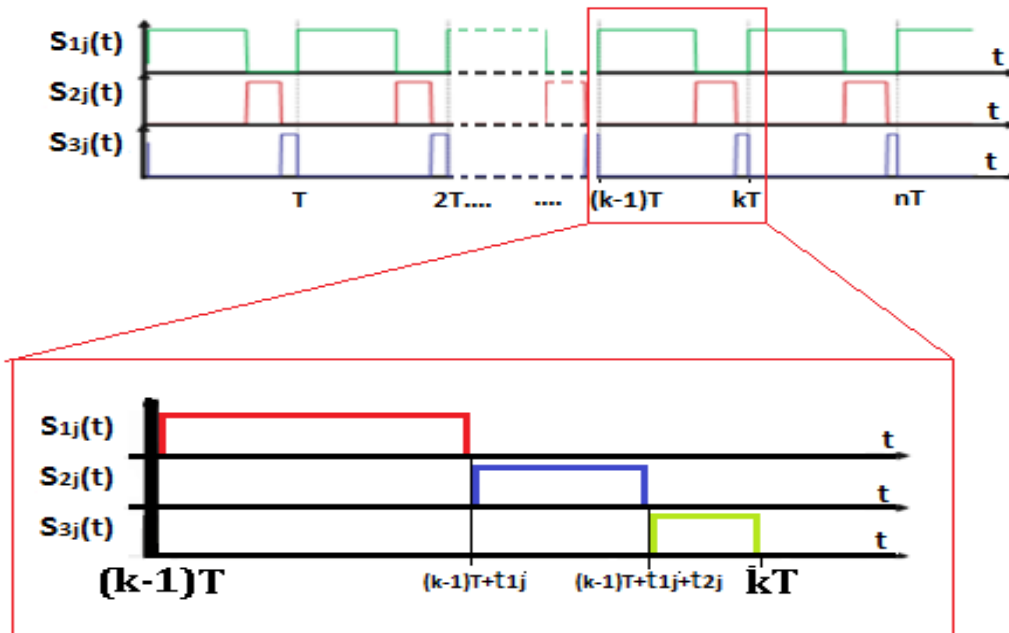 S1j(t) t
S2j(t) t
S3j(t) t
T 2T.... .... (k-1)T kT nT
S1j(t) t
S2j(t) t
S3j(t) t
(k-1)T (k-1)T+t1j (k-1)T+t1j+t2j kT